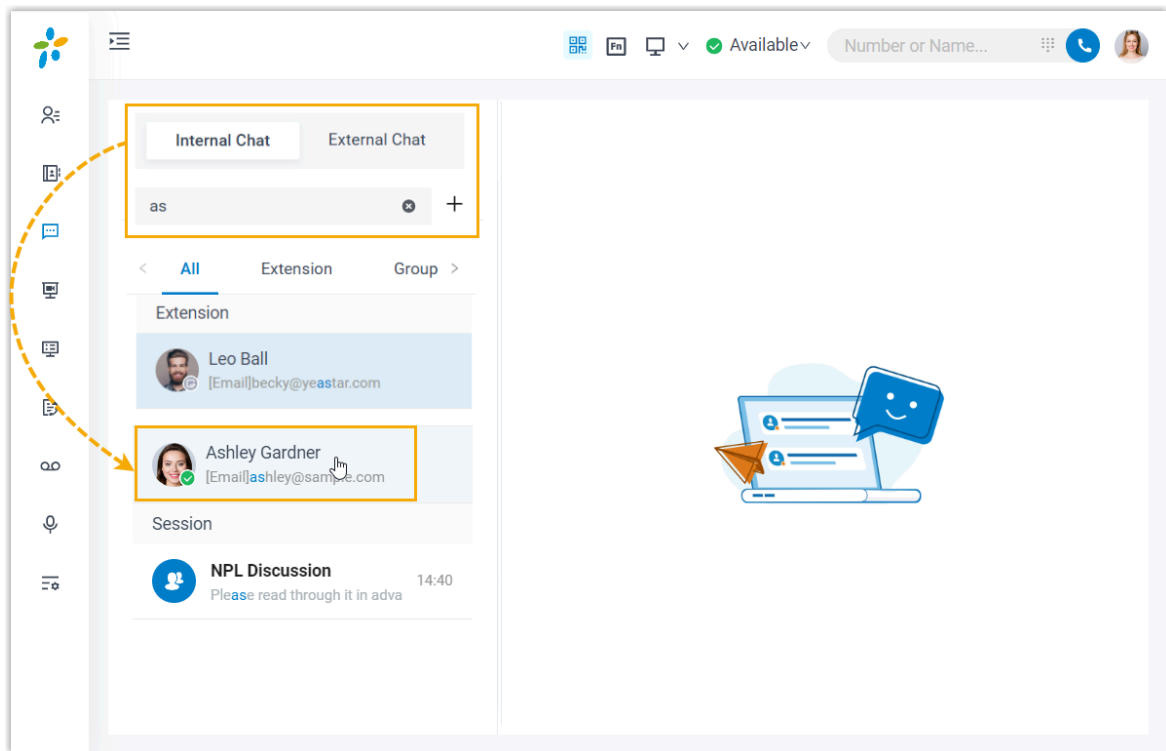 Fn
Available
Number or Name...
Internal Chat
External Chat
as
All
Extension
Group
Extension
Leo Ball
[Email]becky@yeastar.com
Ashley Gardner
[Email]ashley@sample.com
Session
NPL Discussion
14:40
Please read through it in adva